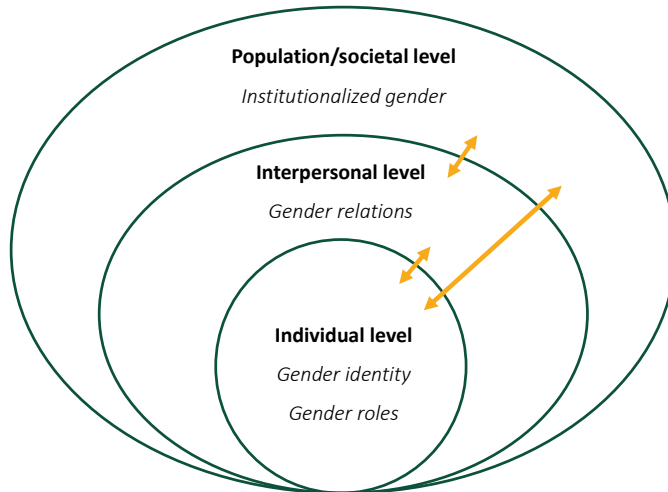 Population/societal level
Institutionalized gender
Interpersonal level
Gender relations
Individual level
Gender identity
Gender roles